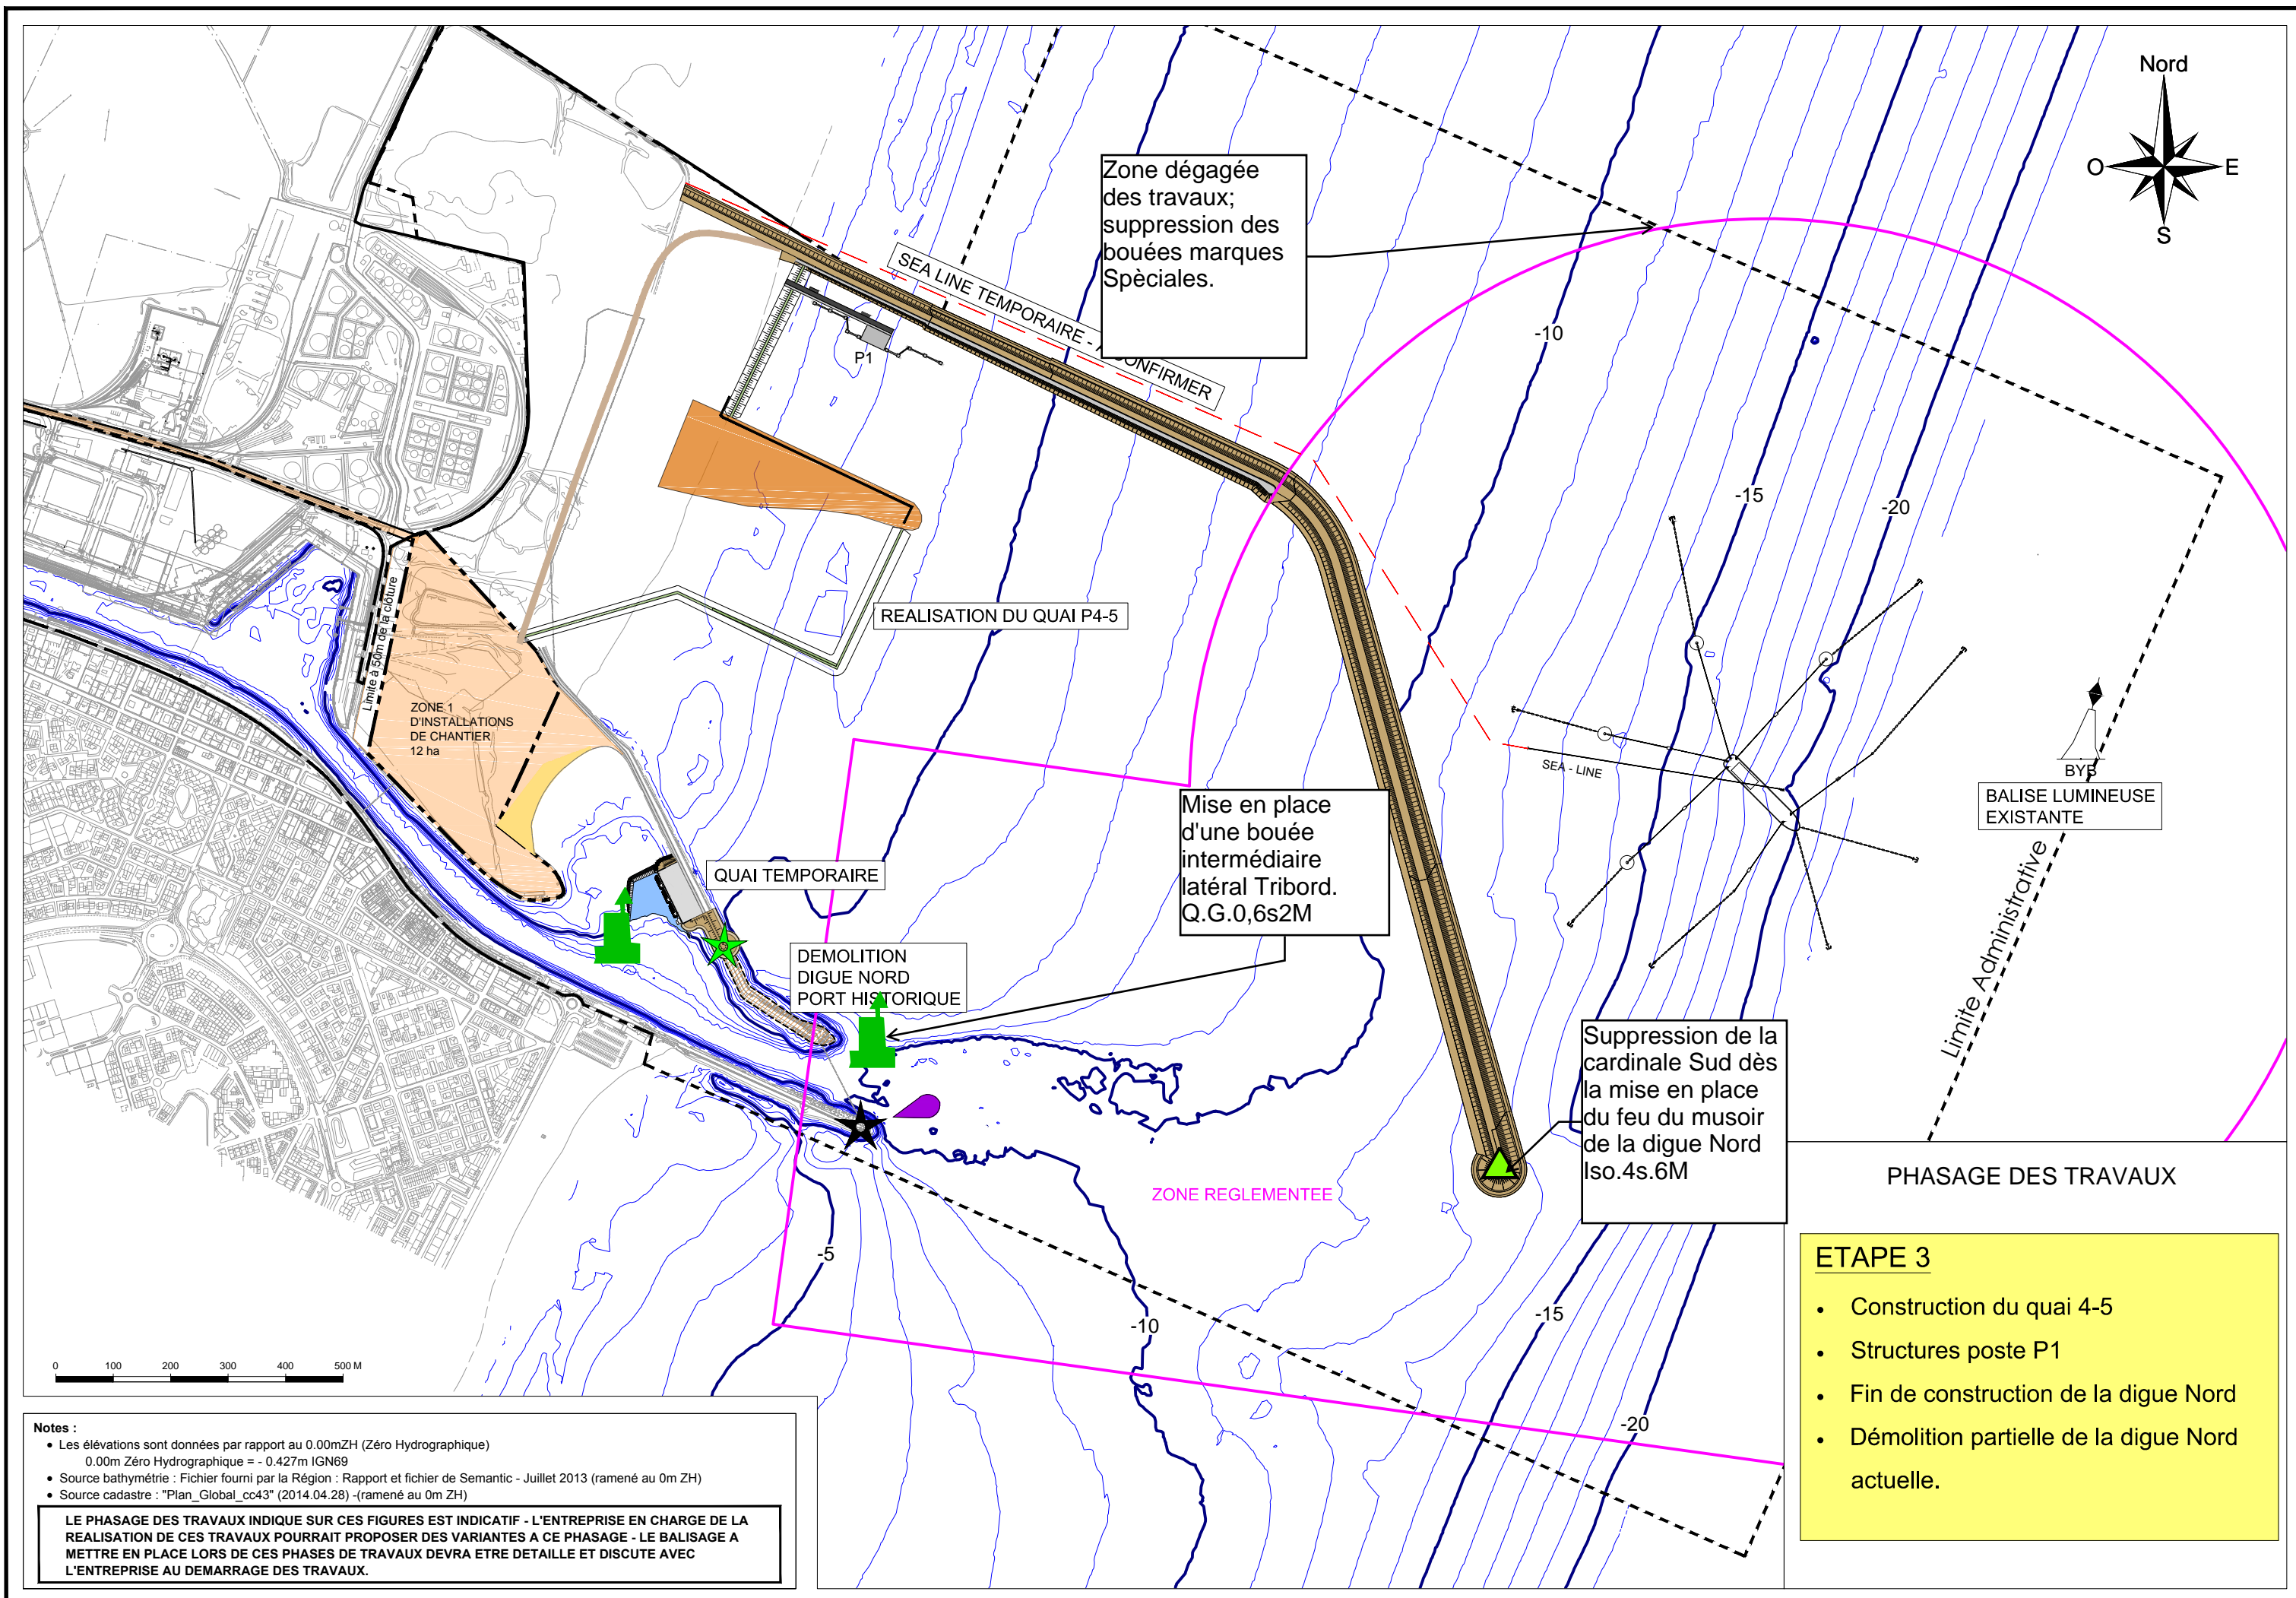 Nord
O
E
S
Zone dégagée
des travaux;
suppression des
bouées marques
Spèciales.
SEA LINE TEMPORAIRE - A CONFIRMER
P1
-10
-15
-20
REALISATION DU QUAI P4-5
Limite à 50m de la clôture
ZONE 1
D'INSTALLATIONS
DE CHANTIER
12 ha
SEA - LINE
BYB
BALISE LUMINEUSE
EXISTANTE
Mise en place
d'une bouée
intermédiaire
latéral Tribord.
Q.G.0,6s2M
QUAI TEMPORAIRE
DEMOLITION
DIGUE NORD
PORT HISTORIQUE
Limite Administrative
Suppression de la
cardinale Sud dès
la mise en place
du feu du musoir
de la digue Nord
Iso.4s.6M
ZONE REGLEMENTEE
-5
-10
-15
-20
PHASAGE DES TRAVAUX
ETAPE 3
• Construction du quai 4-5
• Structures poste P1
• Fin de construction de la digue Nord
• Démolition partielle de la digue Nord
actuelle.
0 100 200 300 400 500 M
Notes :
• Les élévations sont données par rapport au 0.00mZH (Zéro Hydrographique)
0.00m Zéro Hydrographique = - 0.427m IGN69
• Source bathymétrie : Fichier fourni par la Région : Rapport et fichier de Semantic - Juillet 2013 (ramené au 0m ZH)
• Source cadastre : "Plan_Global_cc43" (2014.04.28) -(ramené au 0m ZH)
LE PHASAGE DES TRAVAUX INDIQUE SUR CES FIGURES EST INDICATIF - L'ENTREPRISE EN CHARGE DE LA
REALISATION DE CES TRAVAUX POURRAIT PROPOSER DES VARIANTES A CE PHASAGE - LE BALISAGE A
METTRE EN PLACE LORS DE CES PHASES DE TRAVAUX DEVRA ETRE DETAILLE ET DISCUTE AVEC
L'ENTREPRISE AU DEMARRAGE DES TRAVAUX.